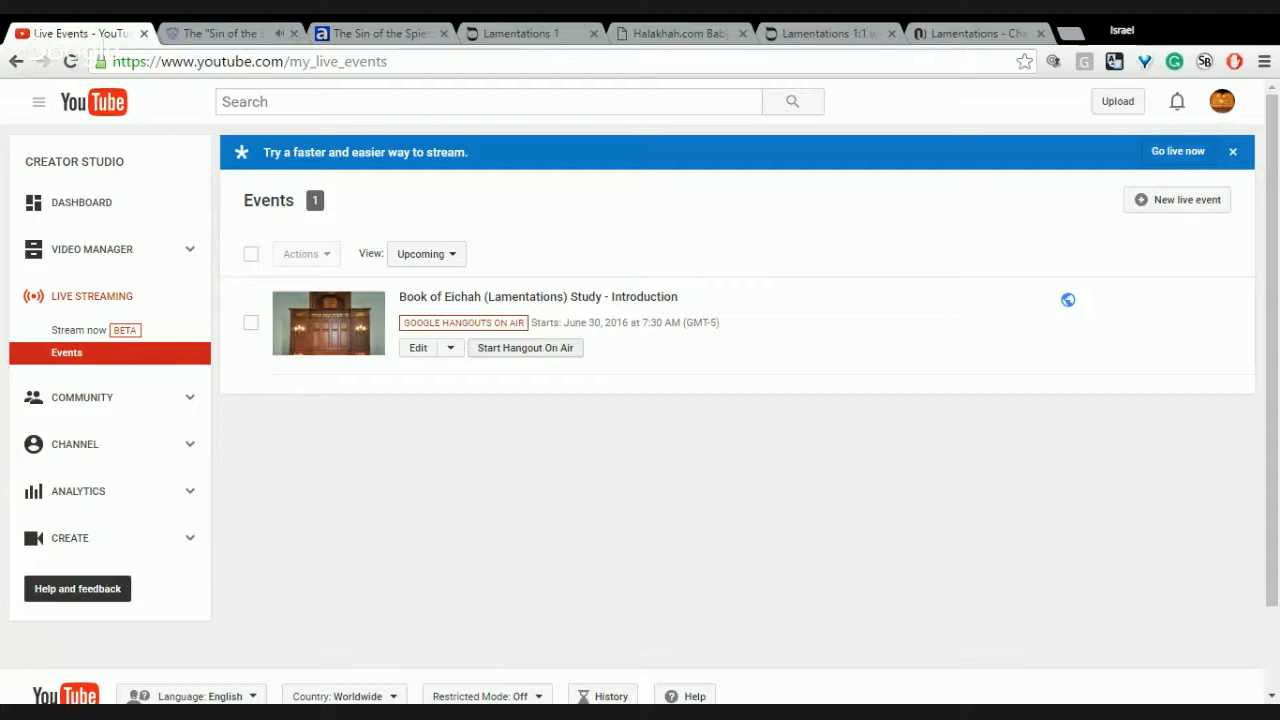 Live Events - YouTu
The "Sin of the S
The Sin of the Spie
Lamentations 1
Halakhah.com Bab
Lamentations 1:1 w
Lamentations - Cha
Israel
https://www.youtube.com/my_live_events
YouTube
Search
Upload
CREATOR STUDIO
DASHBOARD
VIDEO MANAGER
LIVE STREAMING
Stream now BETA
Events
COMMUNITY
CHANNEL
ANALYTICS
CREATE
Help and feedback
Try a faster and easier way to stream.
Go live now
Events 1
New live event
Actions
View: Upcoming
Book of Eichah (Lamentations) Study - Introduction
GOOGLE HANGOUTS ON AIR Starts: June 30, 2016 at 7:30 AM (GMT-5)
Edit
Start Hangout On Air
YouTube
Language: English
Country: Worldwide
Restricted Mode: Off
History
Help